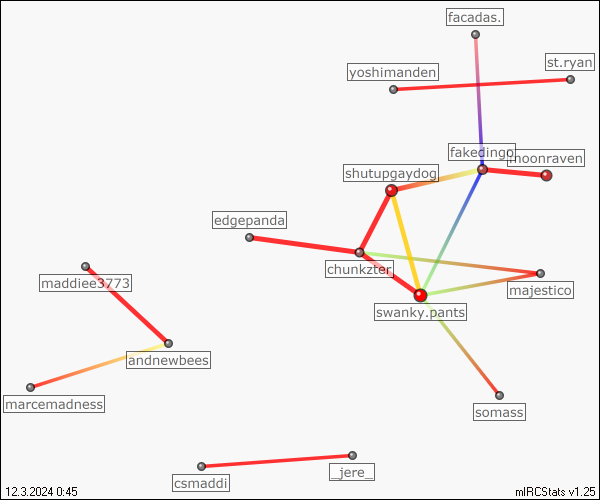 facadas.
st.ryan
yoshimanden
fakedingo
moonraven
shutupgaydog
edgepanda
chunkzter
maddiee3773
majestico
swanky.pants
andnewbees
marcemadness
somass
_jere_
csmaddi
12.3.2024 0:45
mIRCStats v1.25